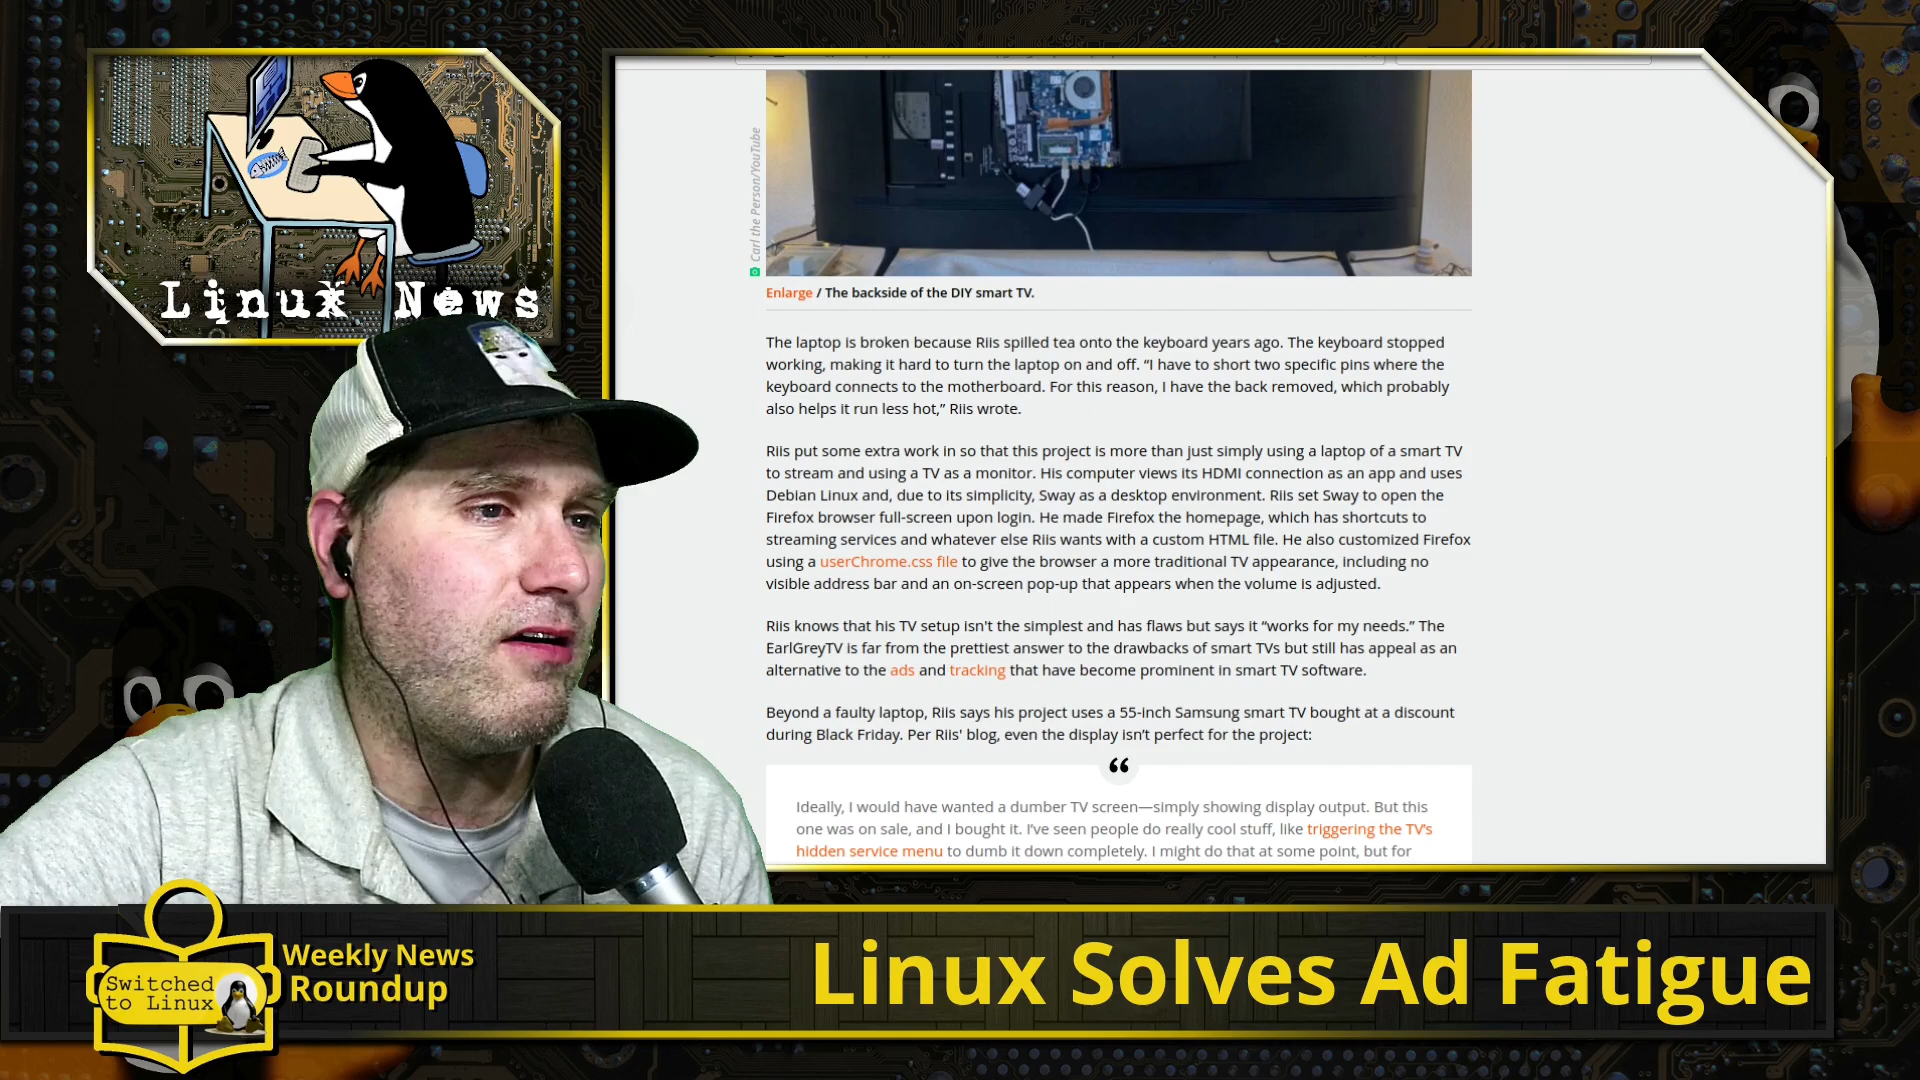 Linux News
Carl the Person/YouTube
Enlarge / The backside of the DIY smart TV.
The laptop is broken because Riis spilled tea onto the keyboard years ago. The keyboard stopped
working, making it hard to turn the laptop on and off. “I have to short two specific pins where the
keyboard connects to the motherboard. For this reason, I have the back removed, which probably
also helps it run less hot,” Riis wrote.
Riis put some extra work in so that this project is more than just simply using a laptop of a smart TV
to stream and using a TV as a monitor. His computer views its HDMI connection as an app and uses
Debian Linux and, due to its simplicity, Sway as a desktop environment. Riis set Sway to open the
Firefox browser full-screen upon login. He made Firefox the homepage, which has shortcuts to
streaming services and whatever else Riis wants with a custom HTML file. He also customized Firefox
using a userChrome.css file to give the browser a more traditional TV appearance, including no
visible address bar and an on-screen pop-up that appears when the volume is adjusted.
Riis knows that his TV setup isn't the simplest and has flaws but says it “works for my needs.” The
EarlGreyTV is far from the prettiest answer to the drawbacks of smart TVs but still has appeal as an
alternative to the ads and tracking that have become prominent in smart TV software.
Beyond a faulty laptop, Riis says his project uses a 55-inch Samsung smart TV bought at a discount
during Black Friday. Per Riis' blog, even the display isn’t perfect for the project:
“
Ideally, I would have wanted a dumber TV screen—simply showing display output. But this
one was on sale, and I bought it. I’ve seen people do really cool stuff, like triggering the TV’s
hidden service menu to dumb it down completely. I might do that at some point, but for
Switched
to Linux
Weekly News
Roundup
Linux Solves Ad Fatigue